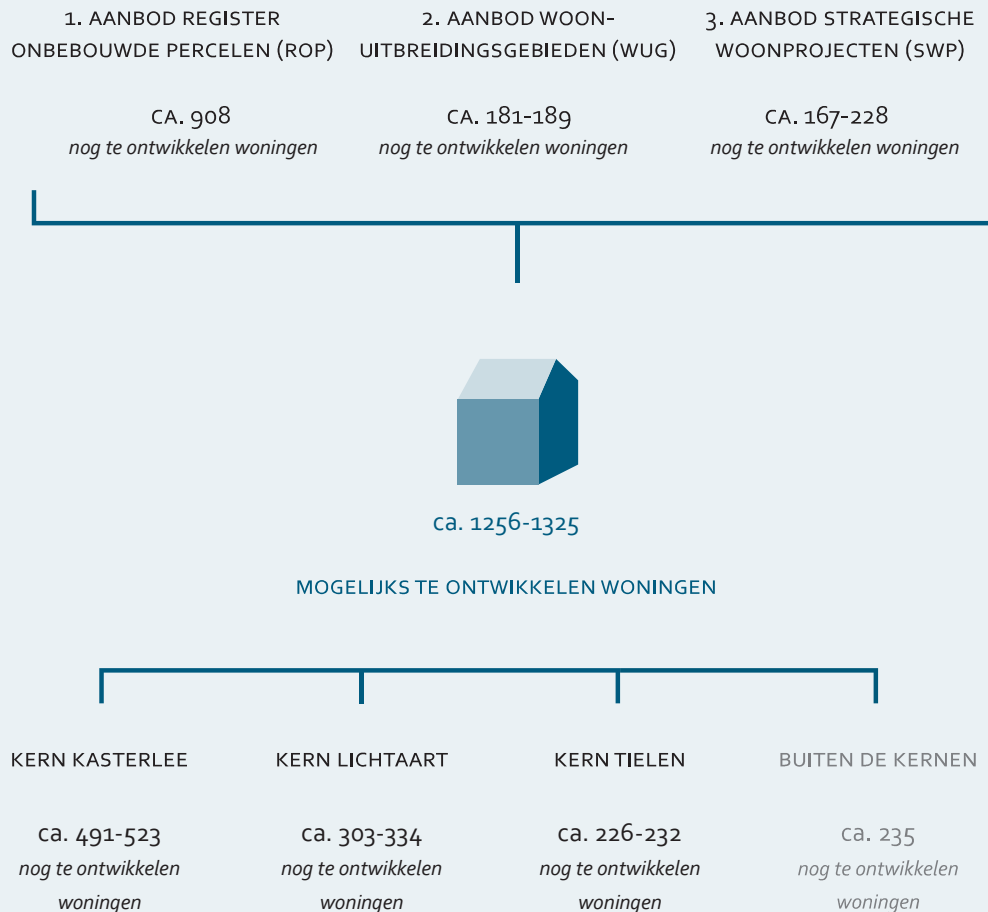 1. AANBOD REGISTER
ONBEBOUWDE PERCELEN (ROP)
CA. 908
nog te ontwikkelen woningen
2. AANBOD WOON-
UITBREIDINGSGEBIEDEN (WUG)
CA. 181-189
nog te ontwikkelen woningen
3. AANBOD STRATEGISCHE
WOONPROJECTEN (SWP)
CA. 167-228
nog te ontwikkelen woningen
ca. 1256-1325
MOGELIJKS TE ONTWIKKELEN WONINGEN
KERN KASTERLEE
ca. 491-523
nog te ontwikkelen
woningen
KERN LICHTAART
ca. 303-334
nog te ontwikkelen
woningen
KERN TIELEN
ca. 226-232
nog te ontwikkelen
woningen
BUITEN DE KERNEN
ca. 235
nog te ontwikkelen
woningen